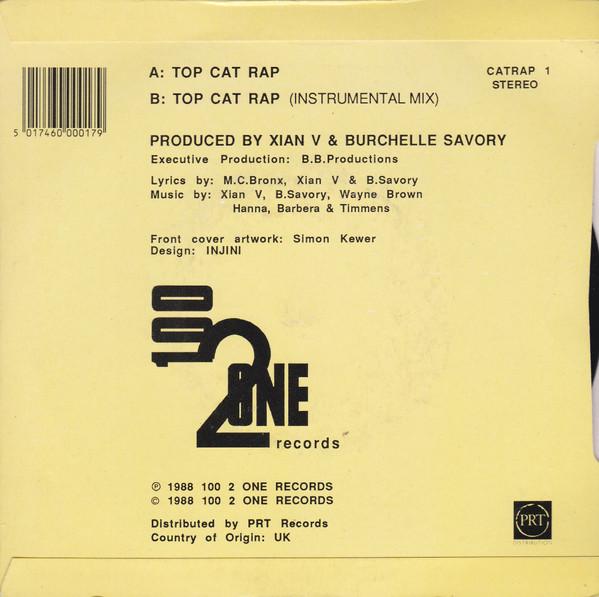 A: TOP CAT RAP
B: TOP CAT RAP (INSTRUMENTAL MIX)
CATRAP 1
STEREO
5 017460 000179
PRODUCED BY XIAN V & BURCHELLE SAVORY
Executive Production: B.B.Productions
Lyrics by: M.C.Bronx, Xian V & B.Savory
Music by: Xian V, B.Savory, Wayne Brown
Hanna, Barbera & Timmens
Front cover artwork: Simon Kewer
Design: INJINI
100
2 ONE
records
℗ 1988 100 2 ONE RECORDS
© 1988 100 2 ONE RECORDS
Distributed by PRT Records
Country of Origin: UK
PRT
DISTRIBUTION